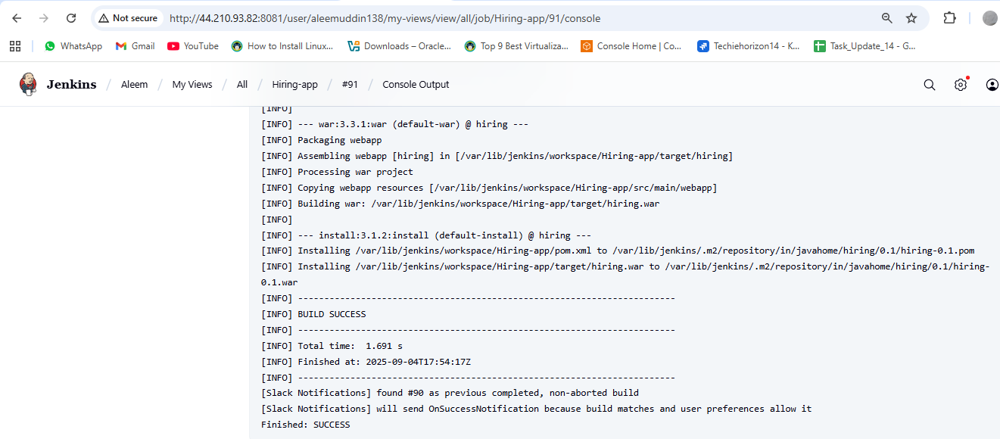 Not secure http://44.210.93.82:8081/user/aleemuddin138/my-views/view/all/job/Hiring-app/91/console
WhatsApp Gmail YouTube How to Install Linux... Downloads – Oracle... Top 9 Best Virtualiza... Console Home | Co... Techiehorizon14 - K... Task_Update_14 - G...
Jenkins / Aleem / My Views / All / Hiring-app / #91 / Console Output
[INFO]
[INFO] --- war:3.3.1:war (default-war) @ hiring ---
[INFO] Packaging webapp
[INFO] Assembling webapp [hiring] in [/var/lib/jenkins/workspace/Hiring-app/target/hiring]
[INFO] Processing war project
[INFO] Copying webapp resources [/var/lib/jenkins/workspace/Hiring-app/src/main/webapp]
[INFO] Building war: /var/lib/jenkins/workspace/Hiring-app/target/hiring.war
[INFO]
[INFO] --- install:3.1.2:install (default-install) @ hiring ---
[INFO] Installing /var/lib/jenkins/workspace/Hiring-app/pom.xml to /var/lib/jenkins/.m2/repository/in/javahome/hiring/0.1/hiring-0.1.pom
[INFO] Installing /var/lib/jenkins/workspace/Hiring-app/target/hiring.war to /var/lib/jenkins/.m2/repository/in/javahome/hiring/0.1/hiring-
0.1.war
[INFO] ------------------------------------------------------------------------
[INFO] BUILD SUCCESS
[INFO] ------------------------------------------------------------------------
[INFO] Total time:  1.691 s
[INFO] Finished at: 2025-09-04T17:54:17Z
[INFO] ------------------------------------------------------------------------
[Slack Notifications] found #90 as previous completed, non-aborted build
[Slack Notifications] will send OnSuccessNotification because build matches and user preferences allow it
Finished: SUCCESS